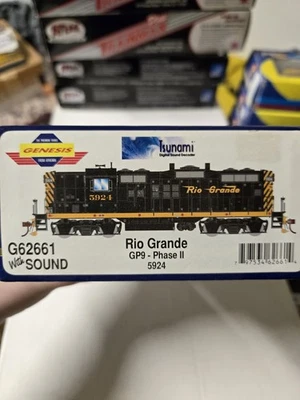 GENESIS
Tsunami
Digital Sound Decoder
5924
Rio Grande
G62661
With SOUND
Rio Grande
GP9 - Phase II
5924